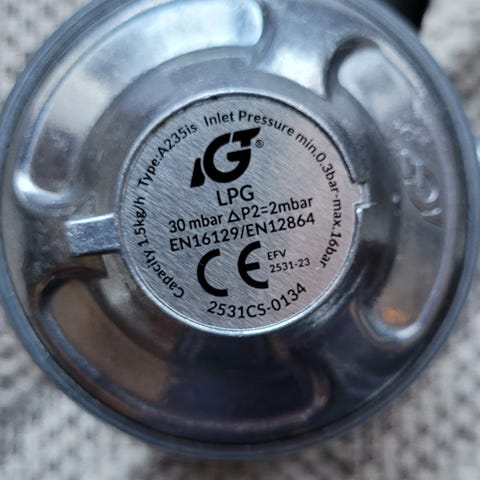 Capacity 1.5kg/h Type:A235is Inlet Pressure min.0.3bar-max.16bar
IGT®
LPG
30 mbar ΔP2=2mbar
EN16129/EN12864
CE EFV
2531-23
2531CS-0134